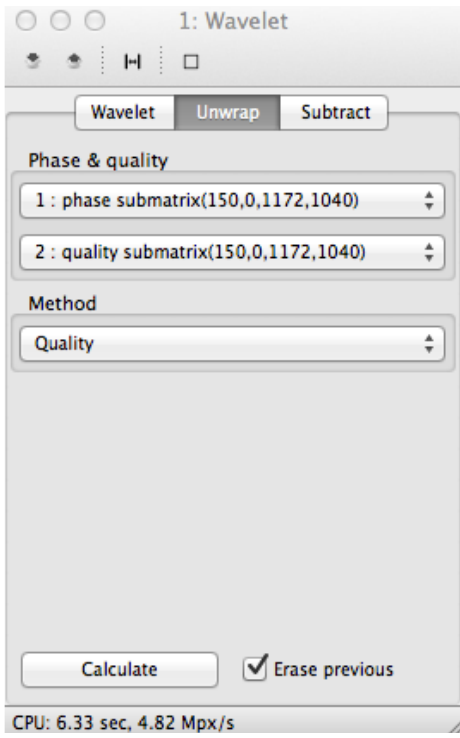 1: Wavelet
Wavelet Unwrap Subtract
Phase & quality
1 : phase submatrix(150,0,1172,1040)
2 : quality submatrix(150,0,1172,1040)
Method
Quality
Calculate Erase previous
CPU: 6.33 sec, 4.82 Mpx/s